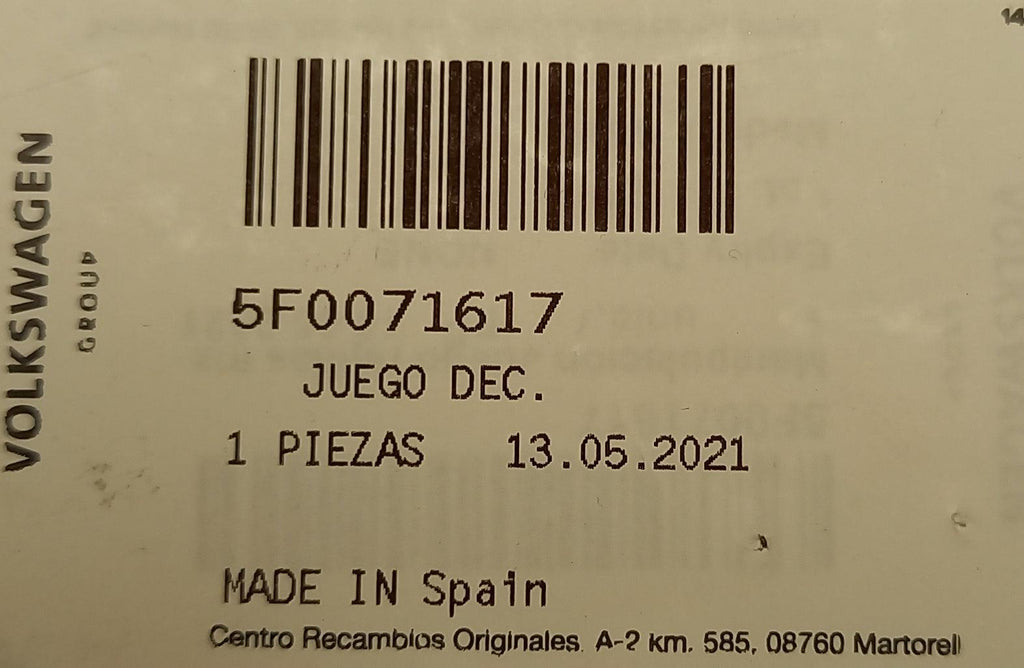 14
VOLKSWAGEN
GROUP
5F0071617
JUEGO DEC.
1 PIEZAS 13.05.2021
MADE IN Spain
Centro Recambios Originales. A-2 km. 585, 08760 Martorell